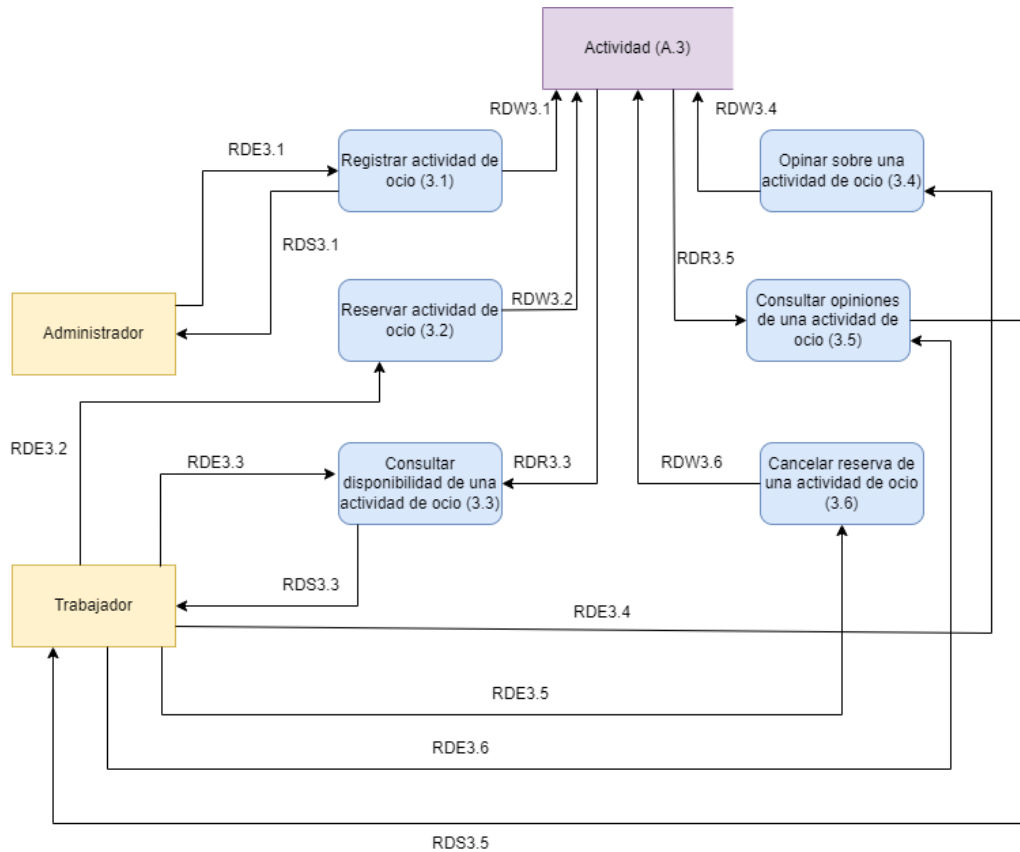 Actividad (A.3)
RDW3.1
RDW3.4
RDE3.1
Registrar actividad de
ocio (3.1)
Opinar sobre una
actividad de ocio (3.4)
RDS3.1
RDR3.5
Reservar actividad de
ocio (3.2)
RDW3.2
Consultar opiniones
de una actividad de
ocio (3.5)
Administrador
RDE3.2
RDE3.3
Consultar
disponibilidad de una
actividad de ocio (3.3)
RDR3.3
RDW3.6
Cancelar reserva de
una actividad de ocio
(3.6)
RDS3.3
Trabajador
RDE3.4
RDE3.5
RDE3.6
RDS3.5